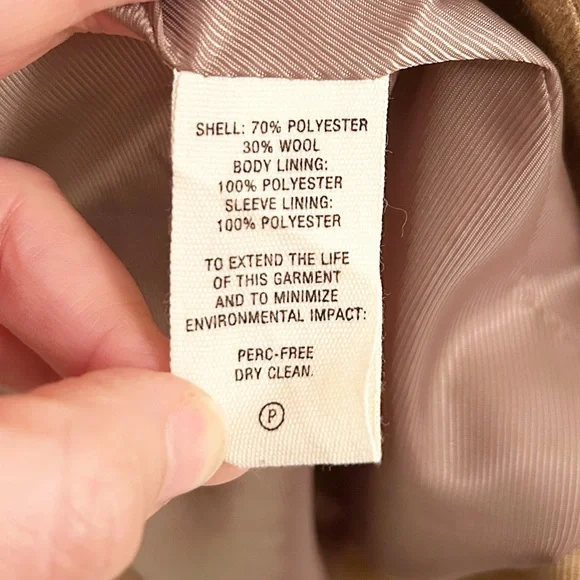 SHELL: 70% POLYESTER
30% WOOL
BODY LINING:
100% POLYESTER
SLEEVE LINING:
100% POLYESTER
TO EXTEND THE LIFE
OF THIS GARMENT
AND TO MINIMIZE
ENVIRONMENTAL IMPACT:
PERC-FREE
DRY CLEAN.
P